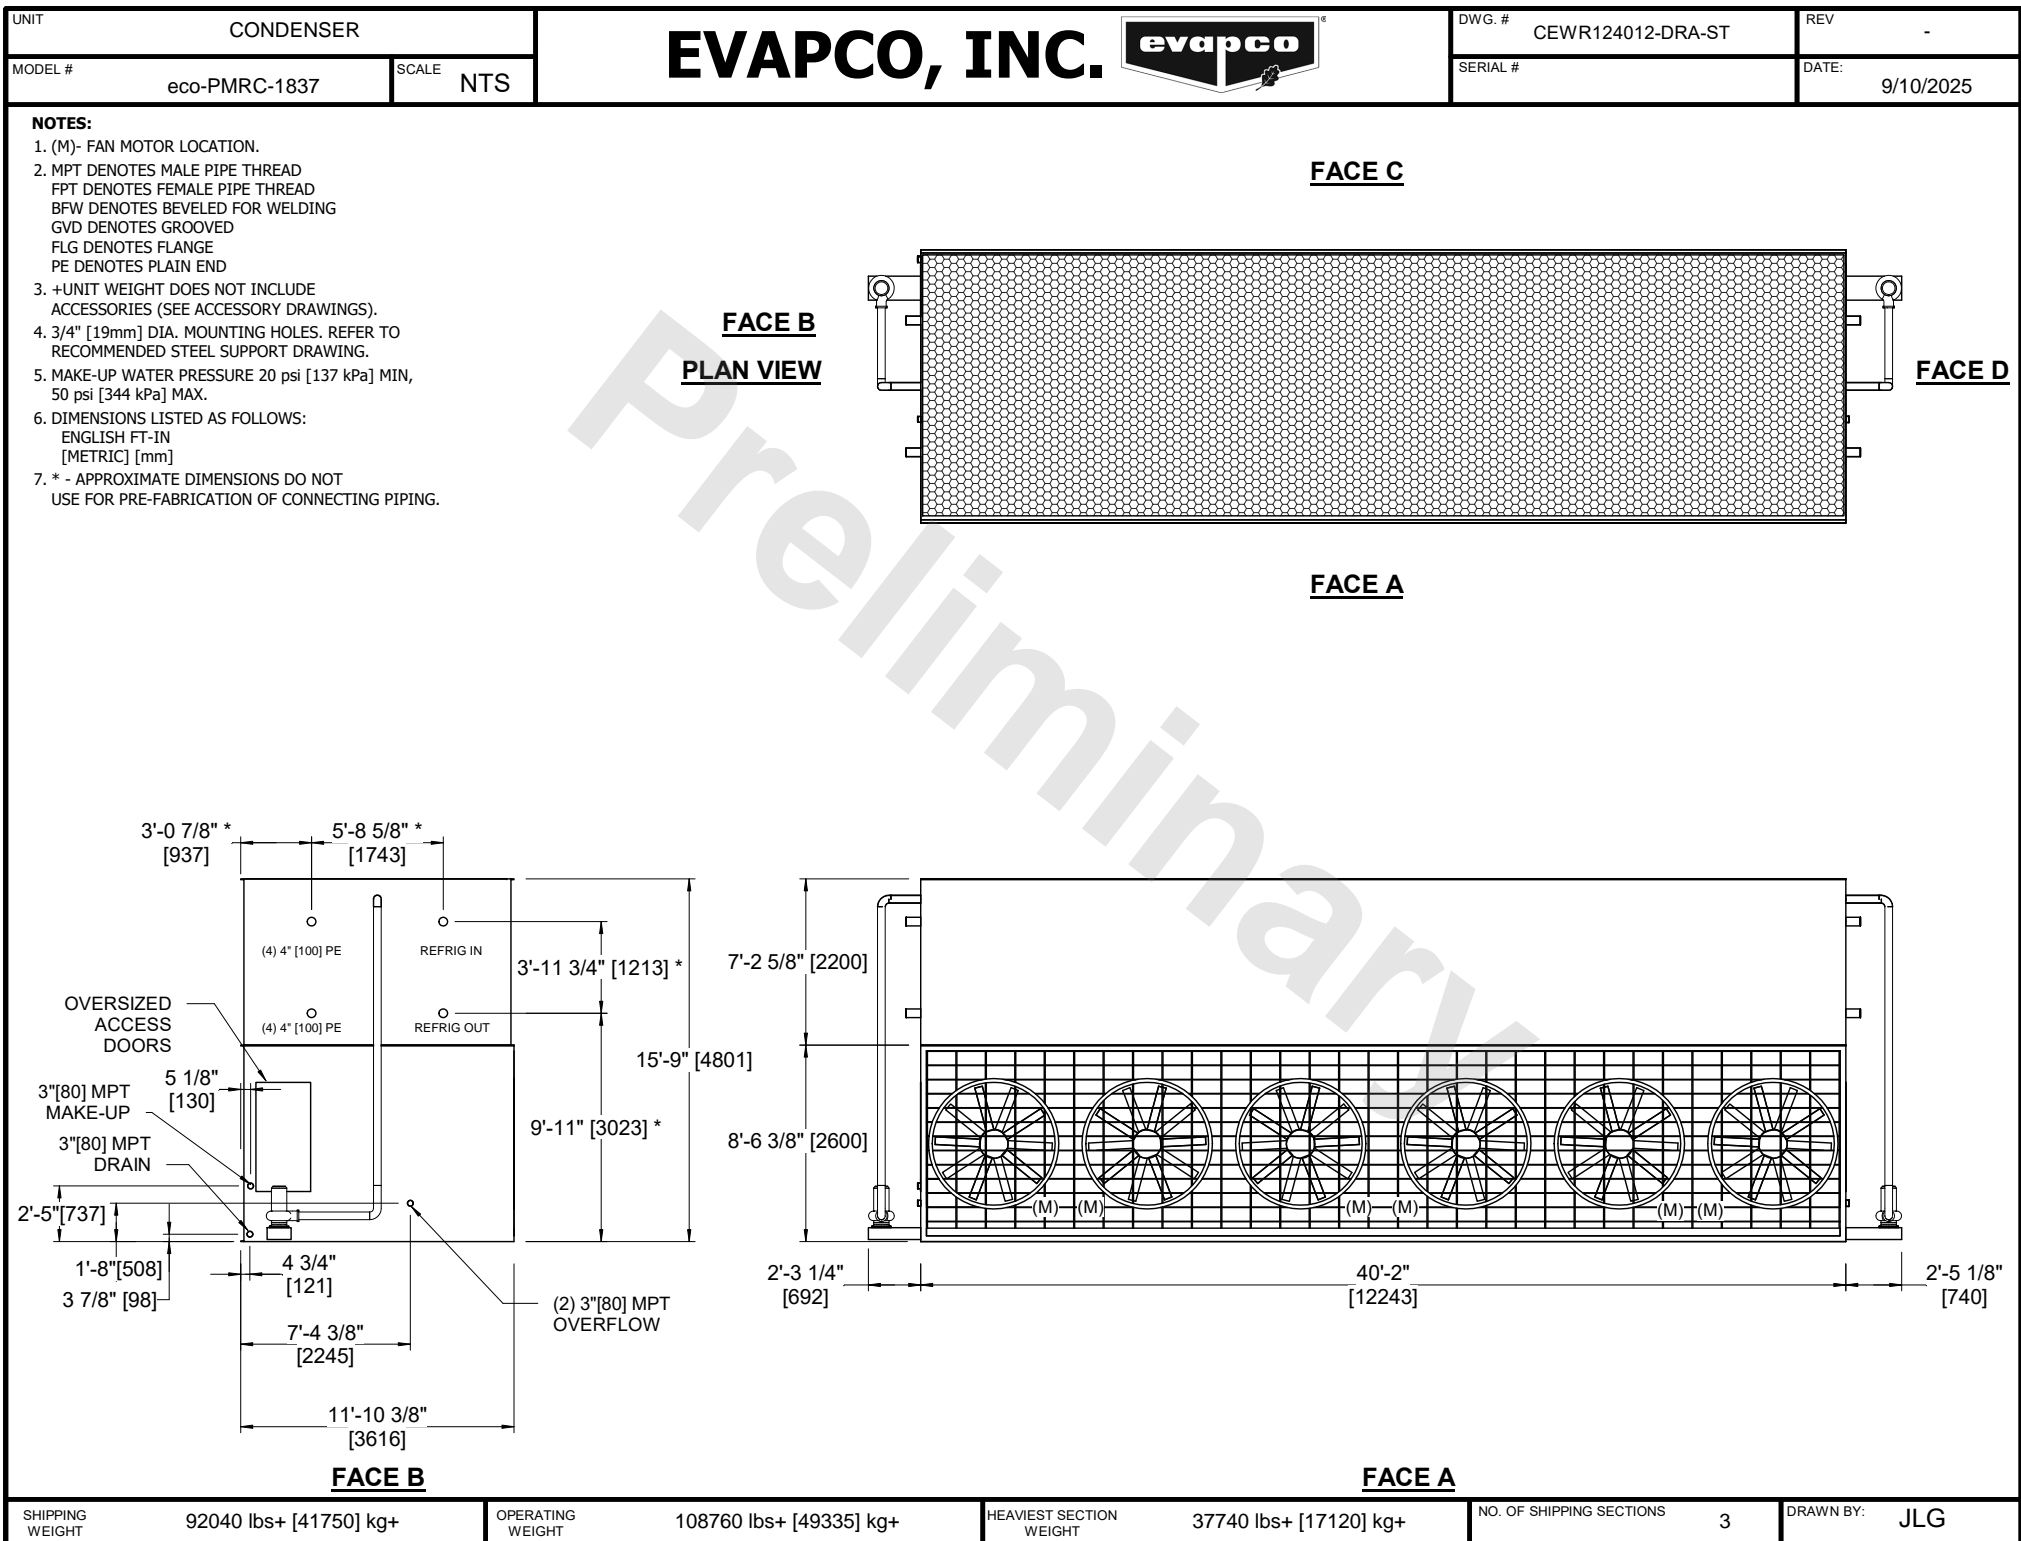 UNIT
CONDENSER
MODEL #
eco-PMRC-1837
SCALE
NTS
EVAPCO, INC.
evapco
®
DWG. #
CEWR124012-DRA-ST
REV
-
SERIAL #
DATE:
9/10/2025
NOTES:
1. (M)- FAN MOTOR LOCATION.
2. MPT DENOTES MALE PIPE THREAD
FPT DENOTES FEMALE PIPE THREAD
BFW DENOTES BEVELED FOR WELDING
GVD DENOTES GROOVED
FLG DENOTES FLANGE
PE DENOTES PLAIN END
3. +UNIT WEIGHT DOES NOT INCLUDE
ACCESSORIES (SEE ACCESSORY DRAWINGS).
4. 3/4" [19mm] DIA. MOUNTING HOLES. REFER TO
RECOMMENDED STEEL SUPPORT DRAWING.
5. MAKE-UP WATER PRESSURE 20 psi [137 kPa] MIN,
50 psi [344 kPa] MAX.
6. DIMENSIONS LISTED AS FOLLOWS:
ENGLISH FT-IN
[METRIC] [mm]
7. * - APPROXIMATE DIMENSIONS DO NOT
USE FOR PRE-FABRICATION OF CONNECTING PIPING.
FACE C
FACE B
PLAN VIEW
FACE D
FACE A
Preliminary
3'-0 7/8" *
[937]
5'-8 5/8" *
[1743]
(4) 4" [100] PE
REFRIG IN
3'-11 3/4" [1213] *
(4) 4" [100] PE
REFRIG OUT
OVERSIZED
ACCESS
DOORS
15'-9" [4801]
5 1/8"
[130]
3"[80] MPT
MAKE-UP
3"[80] MPT
DRAIN
9'-11" [3023] *
2'-5"[737]
1'-8"[508]
3 7/8" [98]
4 3/4"
[121]
(2) 3"[80] MPT
OVERFLOW
7'-4 3/8"
[2245]
11'-10 3/8"
[3616]
FACE B
7'-2 5/8" [2200]
8'-6 3/8" [2600]
(M) (M) (M) (M) (M) (M)
2'-3 1/4"
[692]
40'-2"
[12243]
2'-5 1/8"
[740]
FACE A
SHIPPING
WEIGHT
92040 lbs+ [41750] kg+
OPERATING
WEIGHT
108760 lbs+ [49335] kg+
HEAVIEST SECTION
WEIGHT
37740 lbs+ [17120] kg+
NO. OF SHIPPING SECTIONS
3
DRAWN BY:
JLG